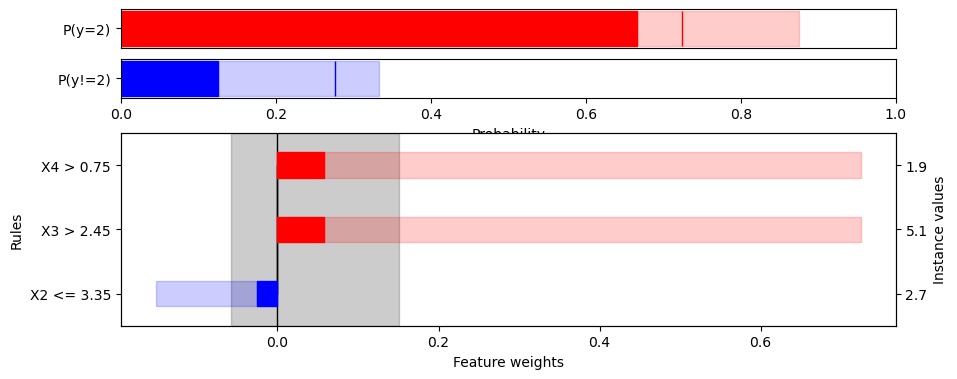 P(y=2)
P(y!=2)
0.0 0.2 0.4 0.6 0.8 1.0
Probability
X4 > 0.75 1.9
X3 > 2.45 5.1
X2 <= 3.35 2.7
Rules
Instance values
0.0 0.2 0.4 0.6
Feature weights